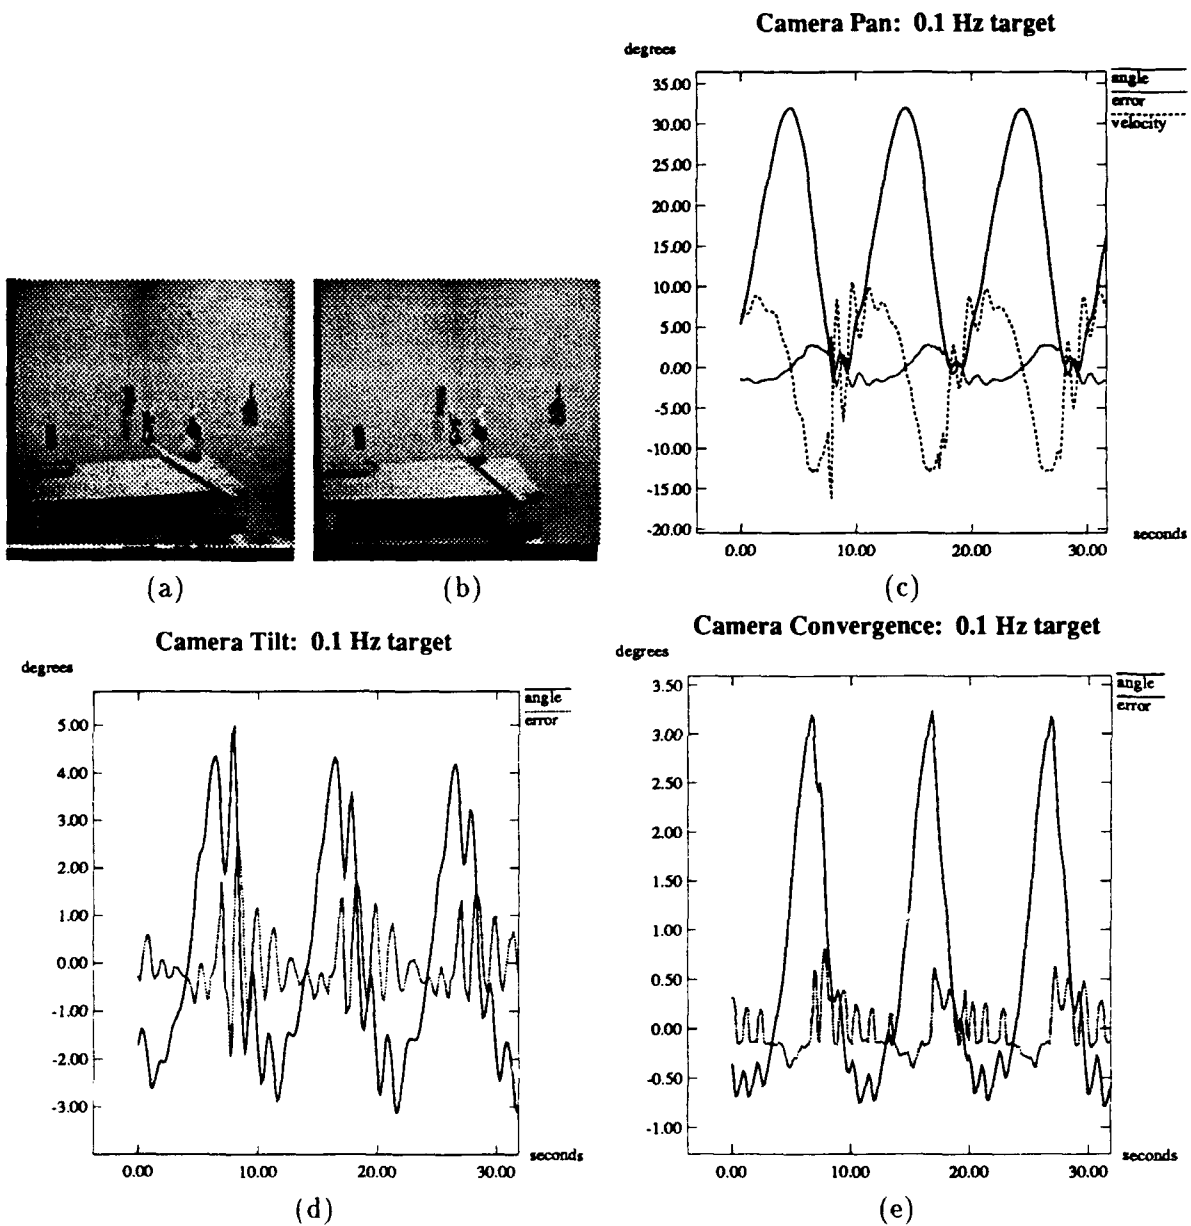 Camera Pan: 0.1 Hz target
degrees
angle
error
velocity
35.00
30.00
25.00
20.00
15.00
10.00
5.00
0.00
-5.00
-10.00
-15.00
-20.00
0.00 10.00 20.00 30.00
seconds
(a)
(b)
(c)
Camera Tilt: 0.1 Hz target
degrees
angle
error
5.00
4.00
3.00
2.00
1.00
0.00
-1.00
-2.00
-3.00
0.00 10.00 20.00 30.00
seconds
(d)
Camera Convergence: 0.1 Hz target
degrees
angle
error
3.50
3.00
2.50
2.00
1.50
1.00
0.50
0.00
-0.50
-1.00
0.00 10.00 20.00 30.00
seconds
(e)